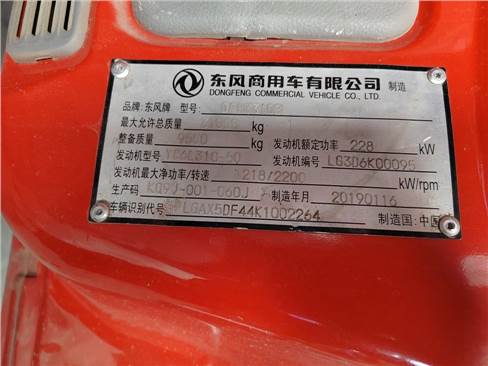 东风商用车有限公司 制造
DONGFENG COMMERCIAL VEHICLE CO., LTD.
品牌: 东风牌 型号:
最大允许总质量 kg
整备质量 kg 发动机额定功率 228 kW
发动机型号 发动机编号 LG3D6K00095
发动机最大净功率/转速 218/2200 kW/rpm
生产码 KQ9J-001-060J 制造年月 20190116
车辆识别代号 LGAX5DF44K1002264 制造国: 中国